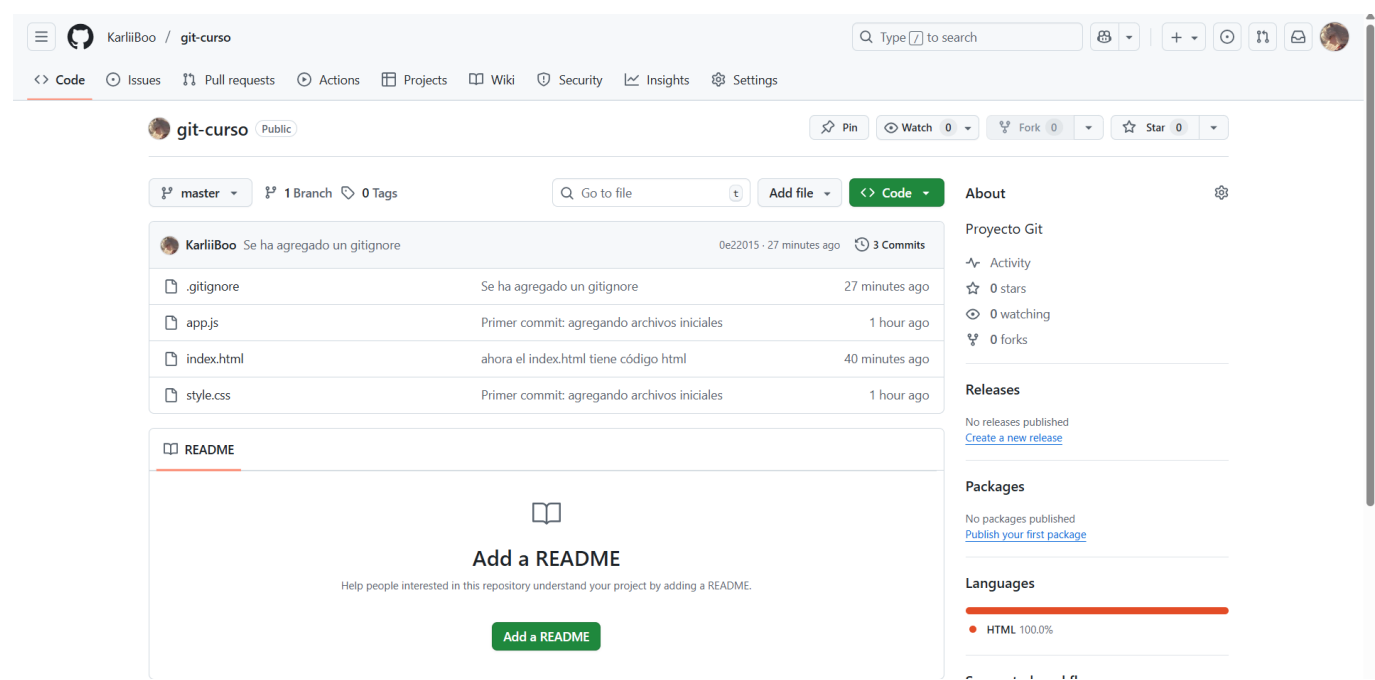 KarliiBoo / git-curso
Type / to search
Code Issues Pull requests Actions Projects Wiki Security Insights Settings
git-curso Public
Pin Watch 0 Fork 0 Star 0
master 1 Branch 0 Tags Go to file t Add file Code
KarliiBoo Se ha agregado un gitignore 0e22015 · 27 minutes ago 3 Commits
.gitignore Se ha agregado un gitignore 27 minutes ago
app.js Primer commit: agregando archivos iniciales 1 hour ago
index.html ahora el index.html tiene código html 40 minutes ago
style.css Primer commit: agregando archivos iniciales 1 hour ago
README
Add a README
Help people interested in this repository understand your project by adding a README.
Add a README
About
Proyecto Git
Activity
0 stars
0 watching
0 forks
Releases
No releases published
Create a new release
Packages
No packages published
Publish your first package
Languages
HTML 100.0%